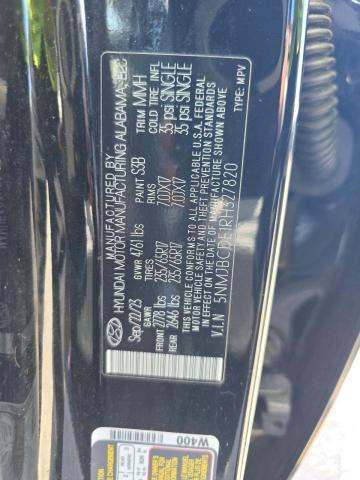 MANUFACTURED BY
HYUNDAI MOTOR MANUFACTURING ALABAMA, LLC
Sep/22/23 GVWR 4761 lbs PAINT S3B TRIM MMH
GAWR TIRES RIMS COLD TIRE INFL
FRONT 2778 lbs 235/65R17 7.0JX17 35 psi SINGLE
REAR 2646 lbs 235/65R17 7.0JX17 35 psi SINGLE
THIS VEHICLE CONFORMS TO ALL APPLICABLE U.S.A. FEDERAL
MOTOR VEHICLE SAFETY AND THEFT PREVENTION STANDARDS
IN EFFECT ON THE DATE OF MANUFACTURE SHOWN ABOVE
V.I.N TYPE: MPV
W400